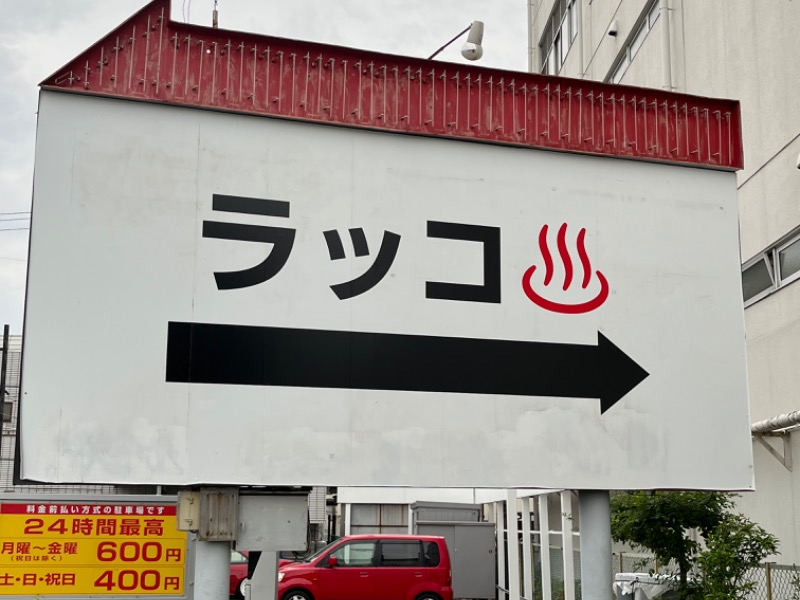 ラッコ♨
料金前払い方式の駐車場です
24時間最高
月曜〜金曜 600円
(祝日は除く)
土・日・祝日 400円